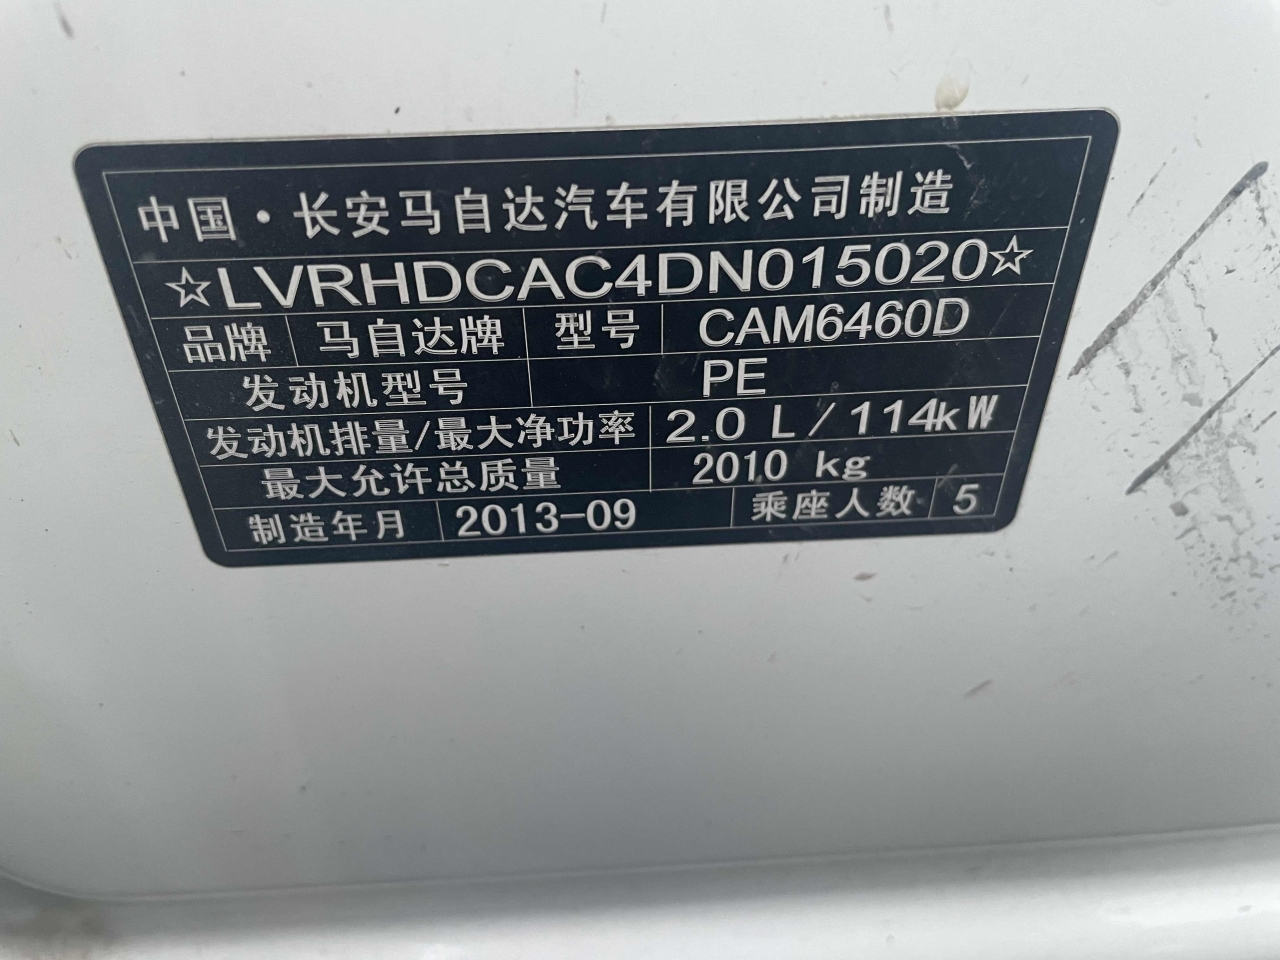 中国·长安马自达汽车有限公司制造
☆LVRHDCAC4DN015020☆
品牌 马自达牌 型号 CAM6460D
发动机型号 PE
发动机排量/最大净功率 2.0 L/114kW
最大允许总质量 2010 kg
制造年月 2013-09 乘座人数 5